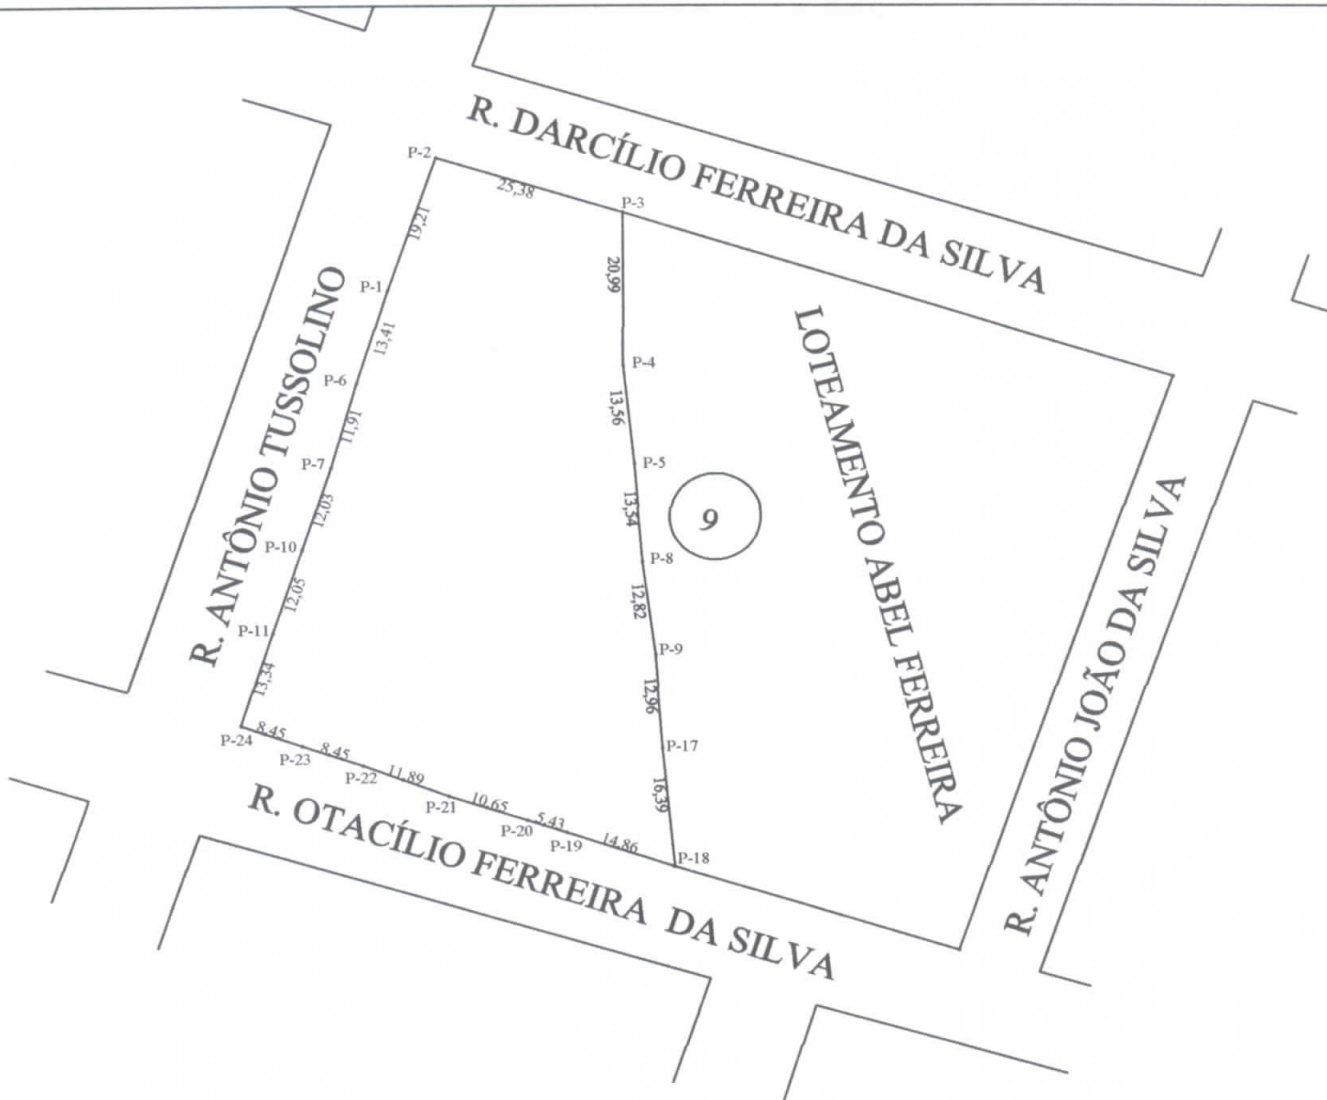 R. DARCÍLIO FERREIRA DA SILVA
P-2
25,38
P-3
19,21
20,99
P-1
R. ANTÔNIO TUSSOLINO
13,41
P-4
P-6
13,56
11,91
P-7
P-5
12,03
13,54
9
LOTEAMENTO ABEL FERREIRA
P-10
P-8
12,05
12,82
P-11
P-9
13,34
12,96
R. ANTÔNIO JOÃO DA SILVA
P-24
8,45
P-23
8,45
P-22
11,89
P-21
10,65
P-20
5,43
P-19
14,86
P-17
16,39
P-18
R. OTACÍLIO FERREIRA DA SILVA